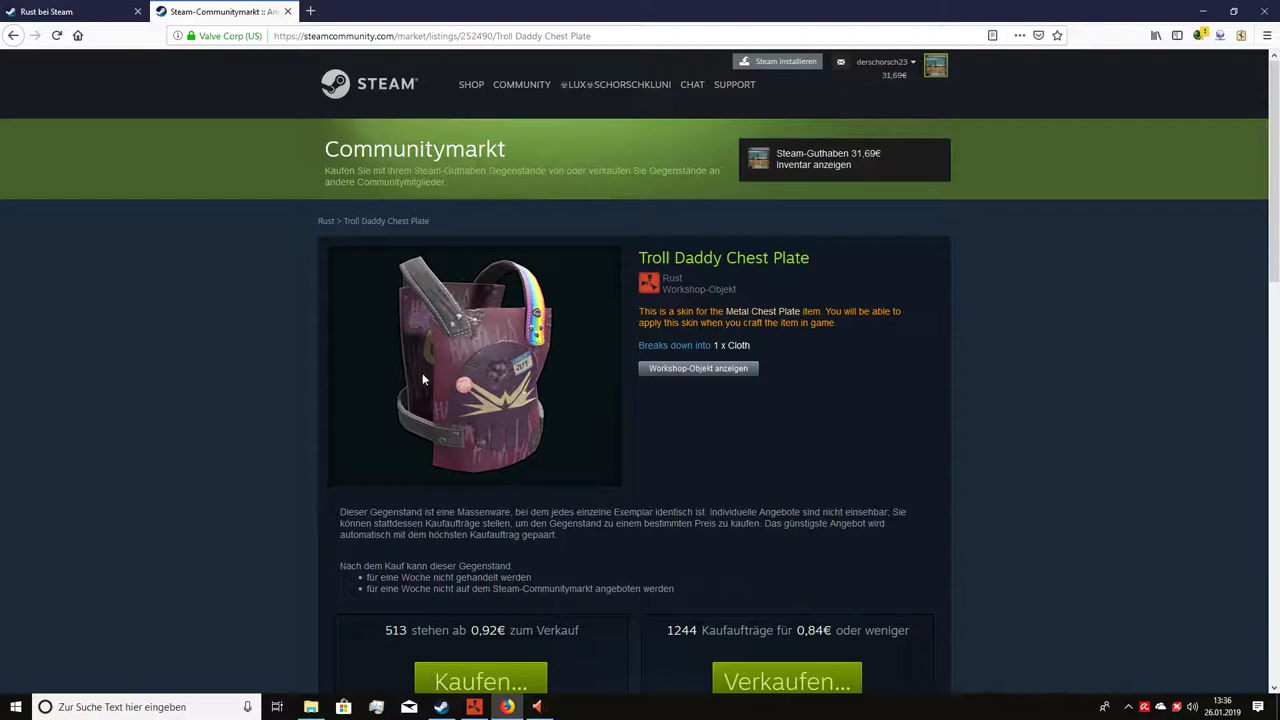 Rust bei Steam
Steam-Communitymarkt :: An
Valve Corp (US)
https://steamcommunity.com/market/listings/252490/Troll Daddy Chest Plate
Steam installieren
derschorsch23
31,69€
STEAM
SHOP COMMUNITY ☣LUX☣SCHORSCHKLUNI CHAT SUPPORT
Communitymarkt
Kaufen Sie mit Ihrem Steam-Guthaben Gegenstände von oder verkaufen Sie Gegenstände an
andere Communitymitglieder.
Steam-Guthaben 31,69€
Inventar anzeigen
Rust > Troll Daddy Chest Plate
Troll Daddy Chest Plate
Rust
Workshop-Objekt
This is a skin for the Metal Chest Plate item. You will be able to
apply this skin when you craft the item in game.
Breaks down into 1 x Cloth
Workshop-Objekt anzeigen
Dieser Gegenstand ist eine Massenware, bei dem jedes einzelne Exemplar identisch ist. Individuelle Angebote sind nicht einsehbar; Sie
können stattdessen Kaufaufträge stellen, um den Gegenstand zu einem bestimmten Preis zu kaufen. Das günstigste Angebot wird
automatisch mit dem höchsten Kaufauftrag gepaart.
Nach dem Kauf kann dieser Gegenstand:
• für eine Woche nicht gehandelt werden
• für eine Woche nicht auf dem Steam-Communitymarkt angeboten werden
513 stehen ab 0,92€ zum Verkauf
1244 Kaufaufträge für 0,84€ oder weniger
Kaufen...
Verkaufen...
Zur Suche Text hier eingeben
13:36
26.01.2019